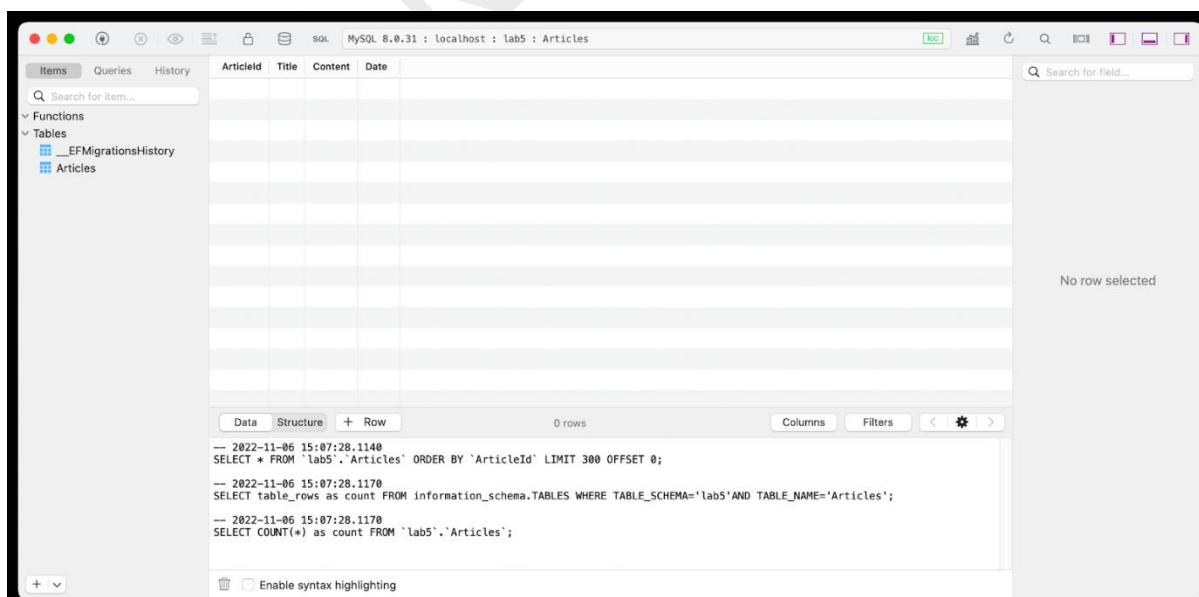 SQL MySQL 8.0.31 : localhost : lab5 : Articles loc
Items Queries History
Search for item...
Functions
Tables
__EFMigrationsHistory
Articles
ArticleId Title Content Date
Search for field...
No row selected
Data Structure + Row 0 rows Columns Filters
-- 2022-11-06 15:07:28.1140
SELECT * FROM `lab5`.`Articles` ORDER BY `ArticleId` LIMIT 300 OFFSET 0;
-- 2022-11-06 15:07:28.1170
SELECT table_rows as count FROM information_schema.TABLES WHERE TABLE_SCHEMA='lab5'AND TABLE_NAME='Articles';
-- 2022-11-06 15:07:28.1170
SELECT COUNT(*) as count FROM `lab5`.`Articles`;
Enable syntax highlighting